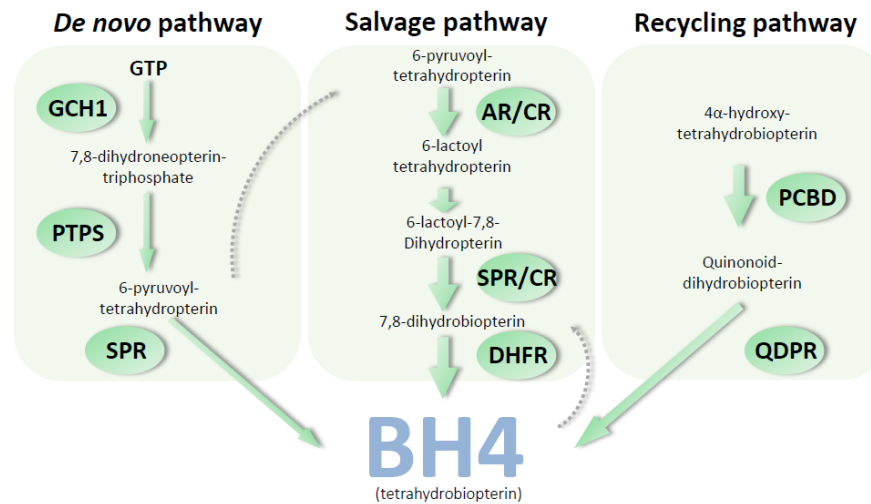 De novo pathway
GTP
GCH1
7,8-dihydroneopterin-
triphosphate
PTPS
6-pyruvoyl-
tetrahydropterin
SPR
Salvage pathway
6-pyruvoyl-
tetrahydropterin
AR/CR
6-lactoyl
tetrahydropterin
6-lactoyl-7,8-
Dihydropterin
SPR/CR
7,8-dihydrobiopterin
DHFR
Recycling pathway
4α-hydroxy-
tetrahydrobiopterin
PCBD
Quinonoid-
dihydrobiopterin
QDPR
BH4
(tetrahydrobiopterin)